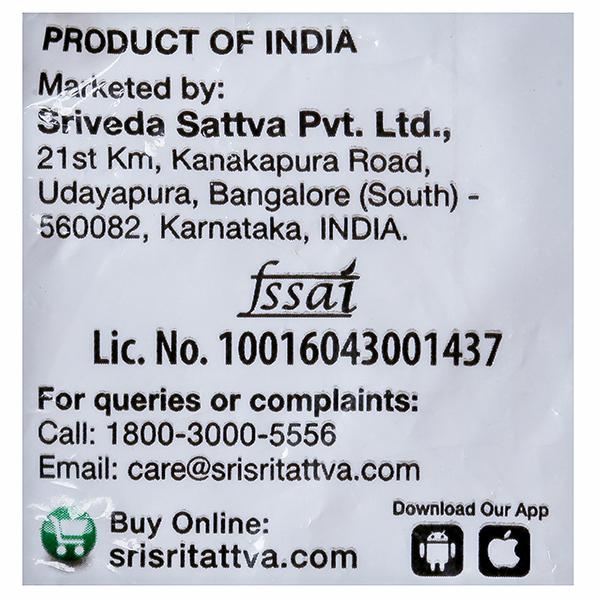 PRODUCT OF INDIA
Marketed by:
Sriveda Sattva Pvt. Ltd.,
21st Km, Kanakapura Road,
Udayapura, Bangalore (South) -
560082, Karnataka, INDIA.
fssai
Lic. No. 10016043001437
For queries or complaints:
Call: 1800-3000-5556
Email: care@srisritattva.com
Buy Online:
srisritattva.com
Download Our App